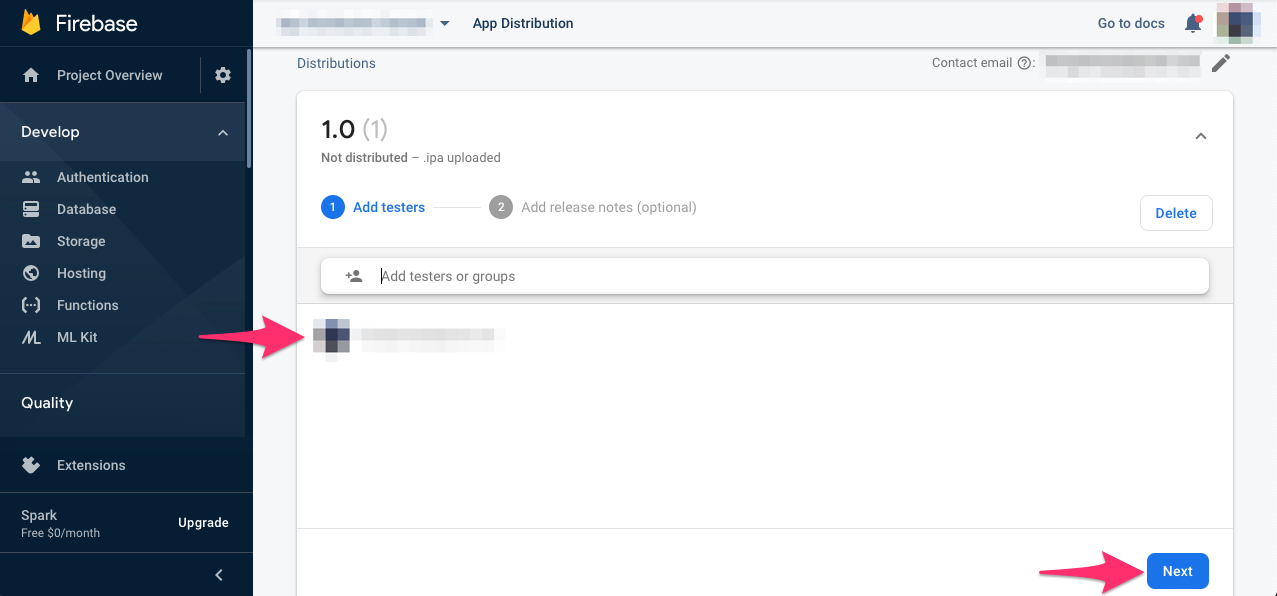 Firebase
App Distribution
Go to docs
Project Overview
Distributions
Contact email ?:
Develop
1.0 (1)
Not distributed – .ipa uploaded
Authentication
Database
Storage
Hosting
Functions
ML Kit
1 Add testers
2 Add release notes (optional)
Delete
Add testers or groups
Quality
Extensions
Spark
Free $0/month
Upgrade
Next